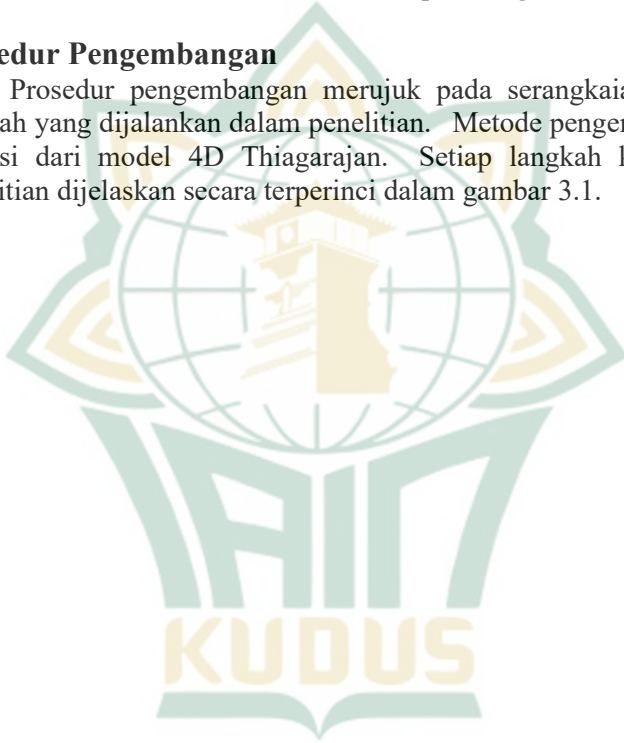 edur Pengembangan
Prosedur pengembangan merujuk pada serangkaia
ah yang dijalankan dalam penelitian. Metode penger
si dari model 4D Thiagarajan. Setiap langkah
itian dijelaskan secara terperinci dalam gambar 3.1.
IAIN
KUDUS